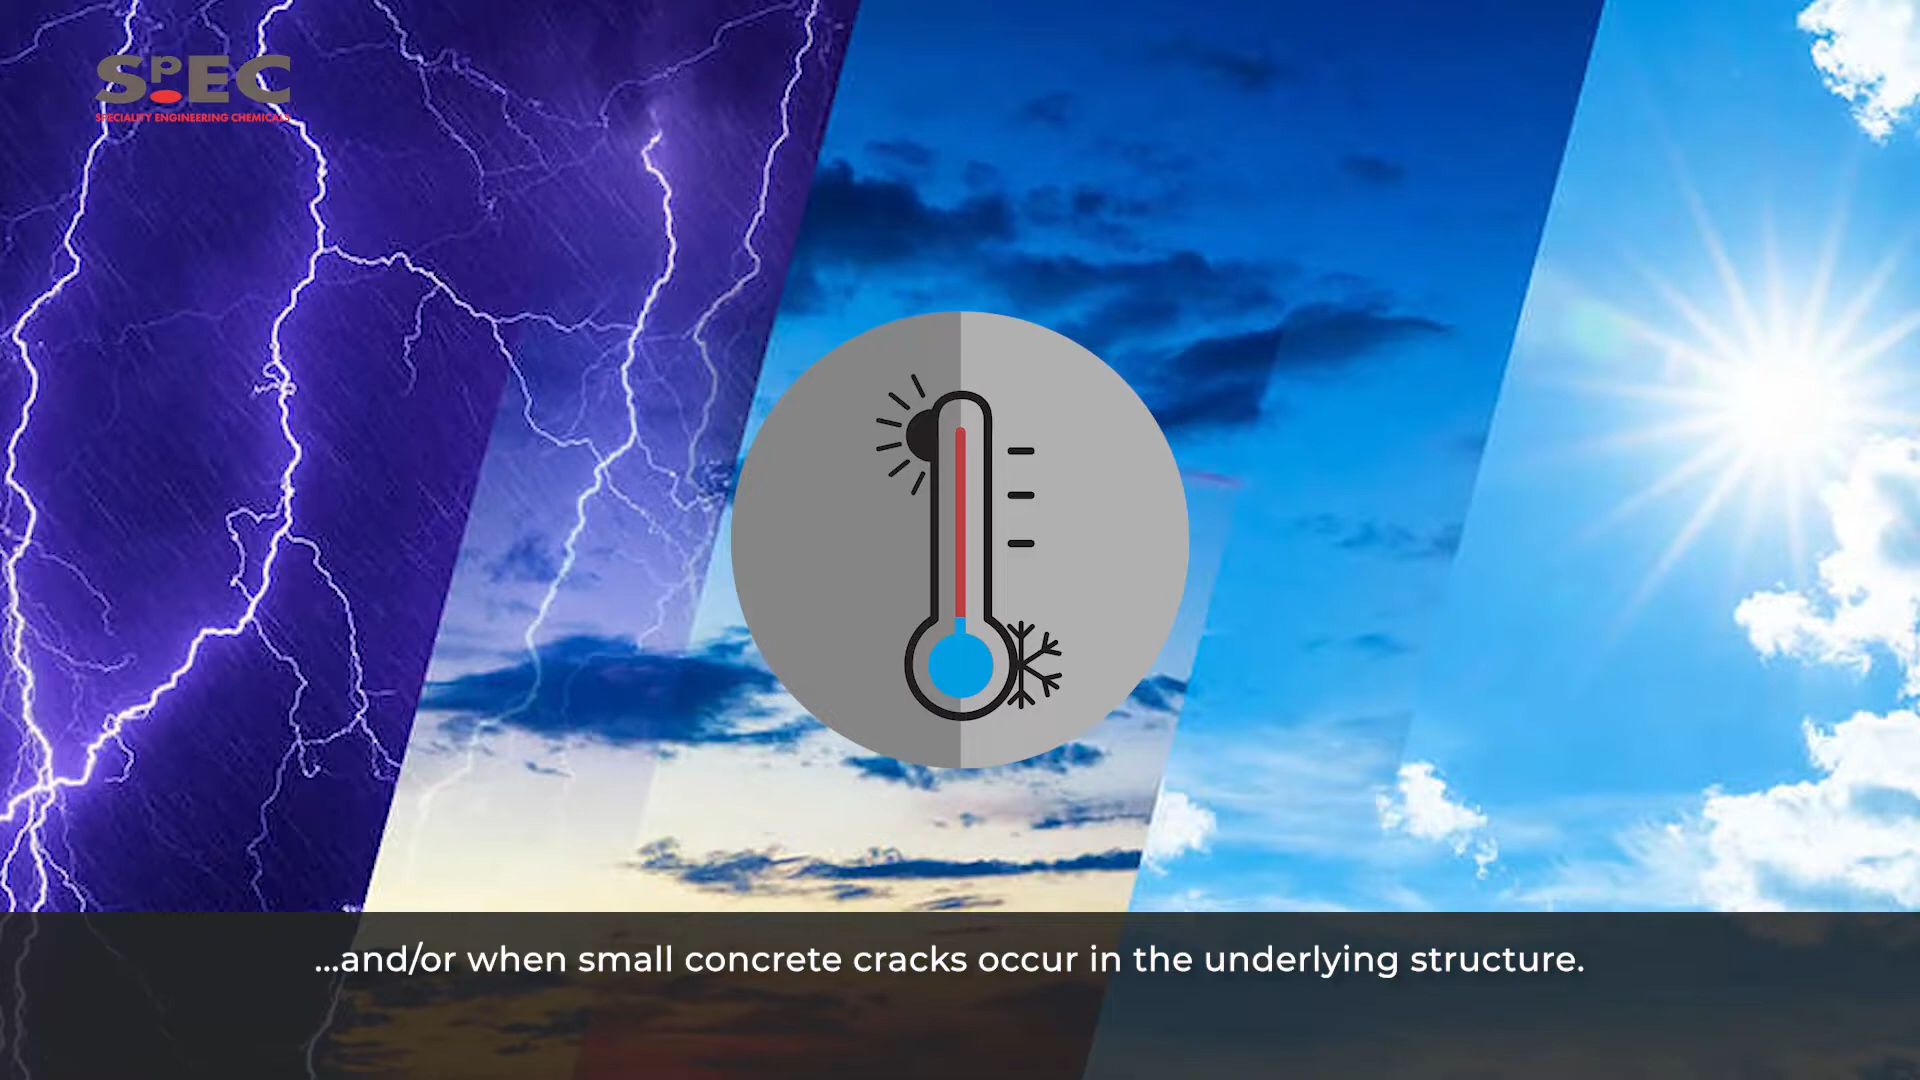 SpEC
SPECIALITY ENGINEERING CHEMICALS
...and/or when small concrete cracks occur in the underlying structure.